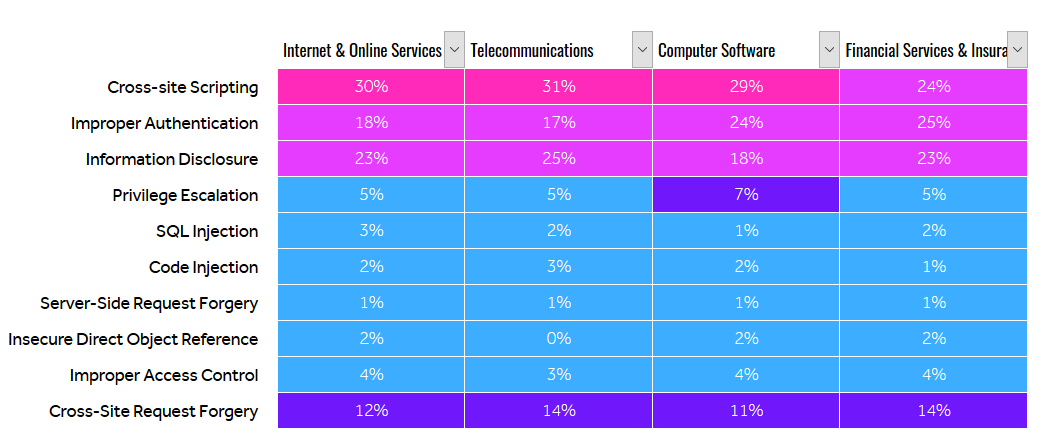 Internet & Online Services Telecommunications Computer Software Financial Services & Insura
Cross-site Scripting 30% 31% 29% 24%
Improper Authentication 18% 17% 24% 25%
Information Disclosure 23% 25% 18% 23%
Privilege Escalation 5% 5% 7% 5%
SQL Injection 3% 2% 1% 2%
Code Injection 2% 3% 2% 1%
Server-Side Request Forgery 1% 1% 1% 1%
Insecure Direct Object Reference 2% 0% 2% 2%
Improper Access Control 4% 3% 4% 4%
Cross-Site Request Forgery 12% 14% 11% 14%